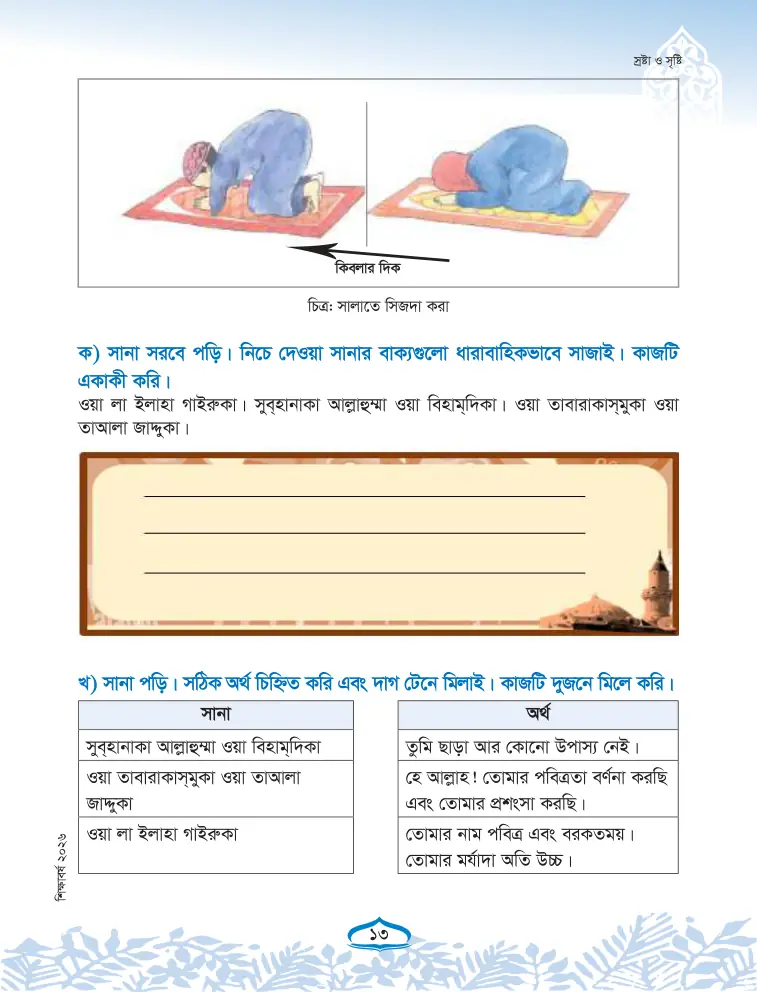 স্রষ্টা ও সৃষ্টি
কিবলার দিক
চিত্র: সালাতে সিজদা করা
ক) সানা সরবে পড়ি। নিচে দেওয়া সানার বাক্যগুলো ধারাবাহিকভাবে সাজাই। কাজটি
একাকী করি।
ওয়া লা ইলাহা গাইরুকা। সুব্‌হানাকা আল্লাহুম্মা ওয়া বিহাম্‌দিকা। ওয়া তাবারাকাস্‌মুকা ওয়া
তাআলা জাদ্দুকা।
খ) সানা পড়ি। সঠিক অর্থ চিহ্নিত করি এবং দাগ টেনে মিলাই। কাজটি দুজনে মিলে করি।
সানা
সুব্‌হানাকা আল্লাহুম্মা ওয়া বিহাম্‌দিকা
ওয়া তাবারাকাস্‌মুকা ওয়া তাআলা
জাদ্দুকা
ওয়া লা ইলাহা গাইরুকা
অর্থ
তুমি ছাড়া আর কোনো উপাস্য নেই।
হে আল্লাহ! তোমার পবিত্রতা বর্ণনা করছি
এবং তোমার প্রশংসা করছি।
তোমার নাম পবিত্র এবং বরকতময়।
তোমার মর্যাদা অতি উচ্চ।
শিক্ষাবর্ষ ২০২৬
১৩